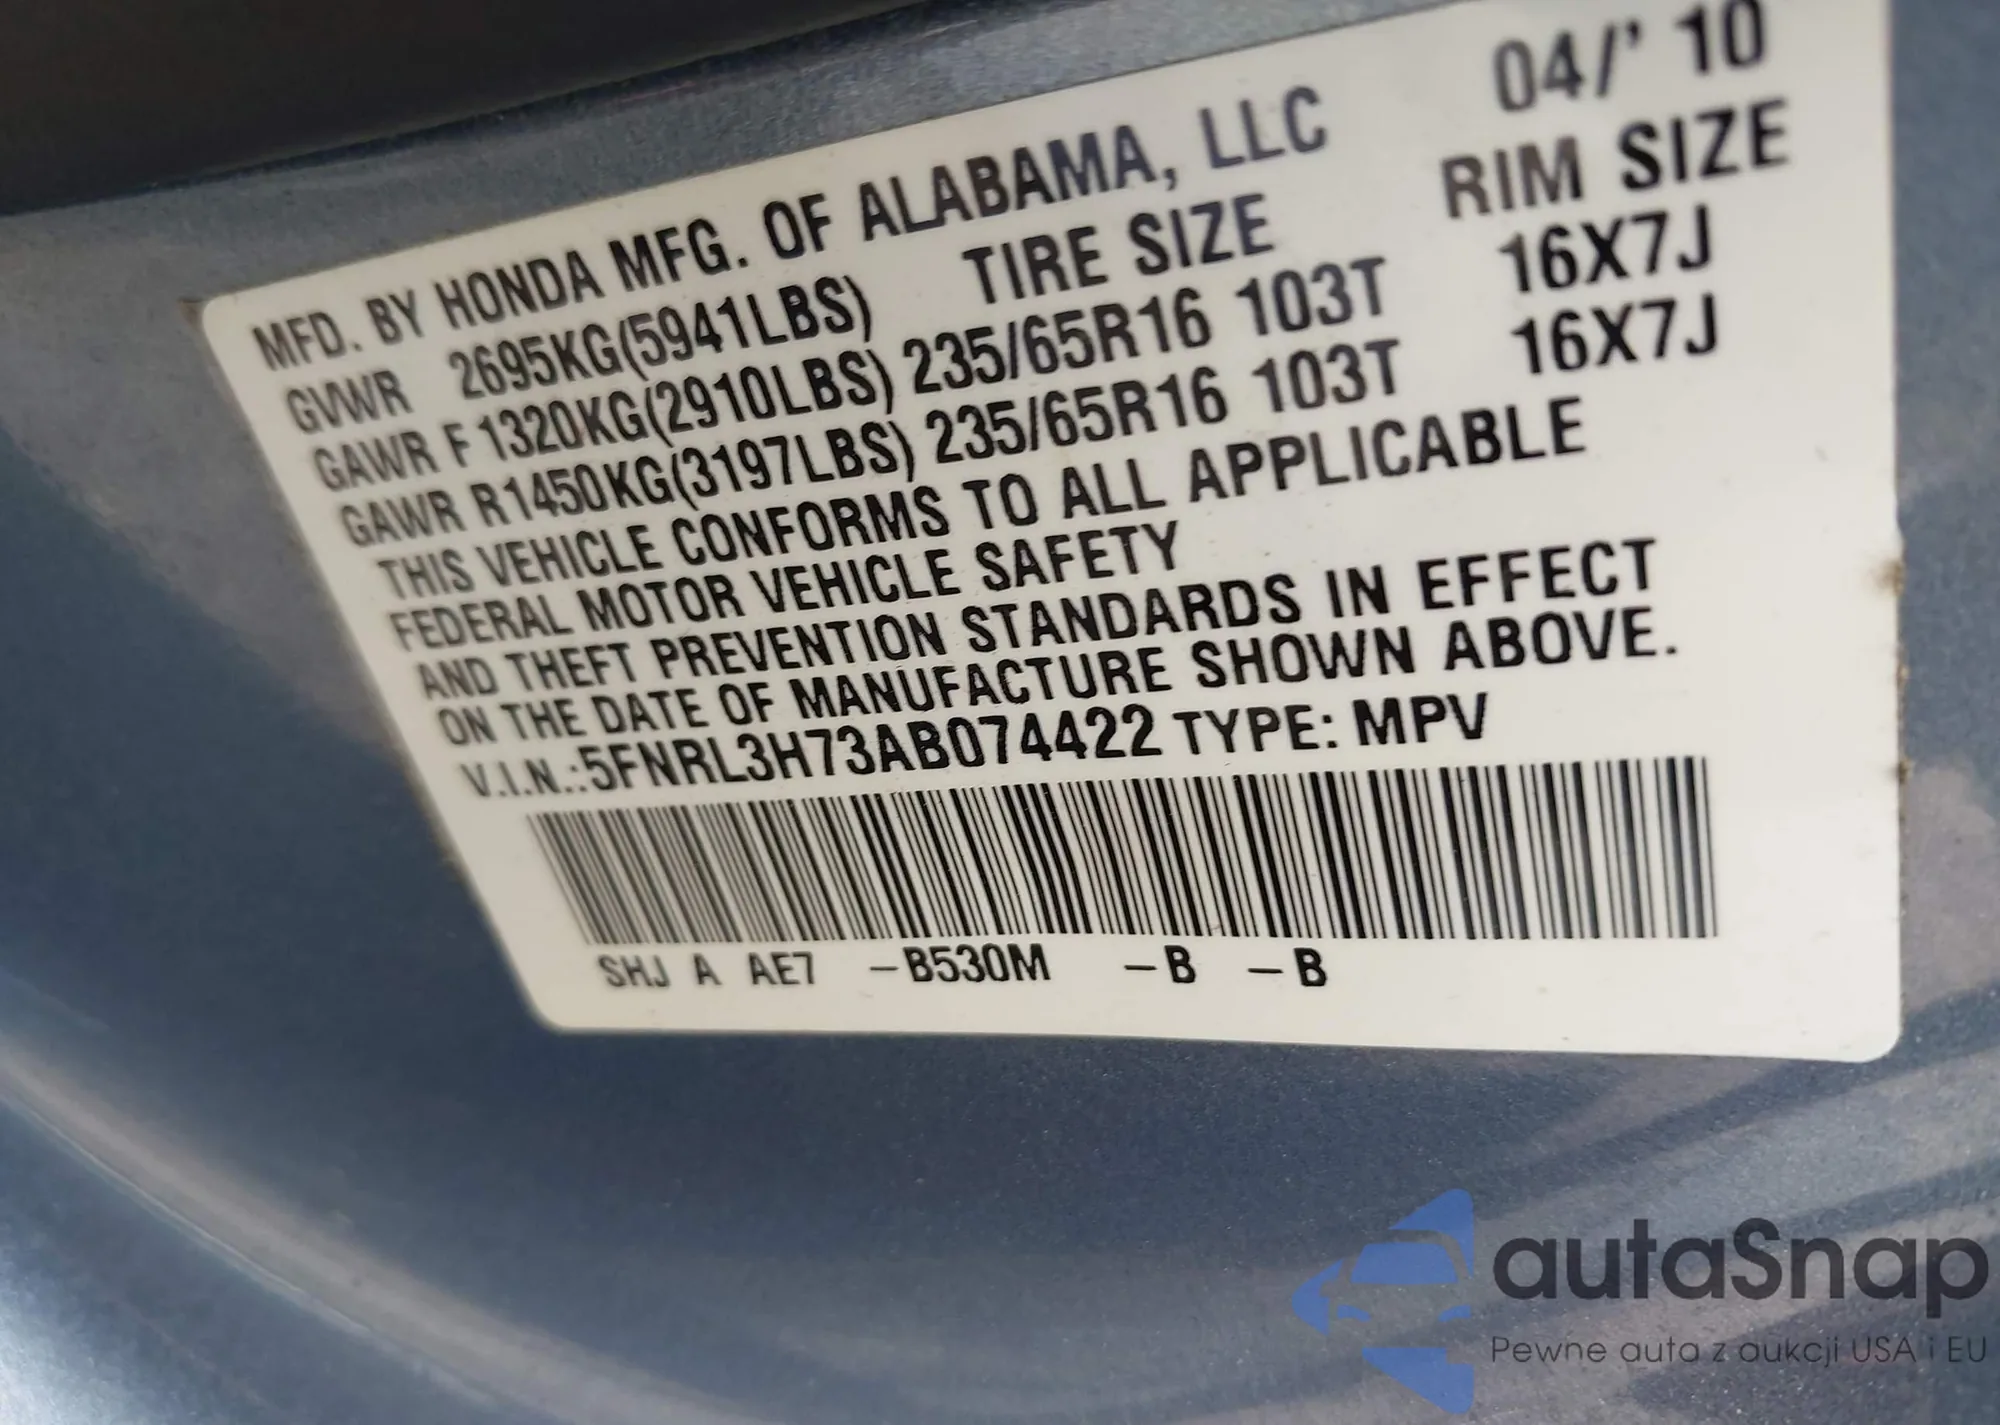 04/' 10
MFD. BY HONDA MFG. OF ALABAMA, LLC
GVWR 2695KG(5941LBS) TIRE SIZE RIM SIZE
GAWR F 1320KG(2910LBS) 235/65R16 103T 16X7J
GAWR R1450KG(3197LBS) 235/65R16 103T 16X7J
THIS VEHICLE CONFORMS TO ALL APPLICABLE
FEDERAL MOTOR VEHICLE SAFETY
AND THEFT PREVENTION STANDARDS IN EFFECT
ON THE DATE OF MANUFACTURE SHOWN ABOVE.
V.I.N.:5FNRL3H73AB074422 TYPE: MPV
SHJ A AE7 –B530M –B –B
autaSnap
Pewne auta z aukcji USA i EU